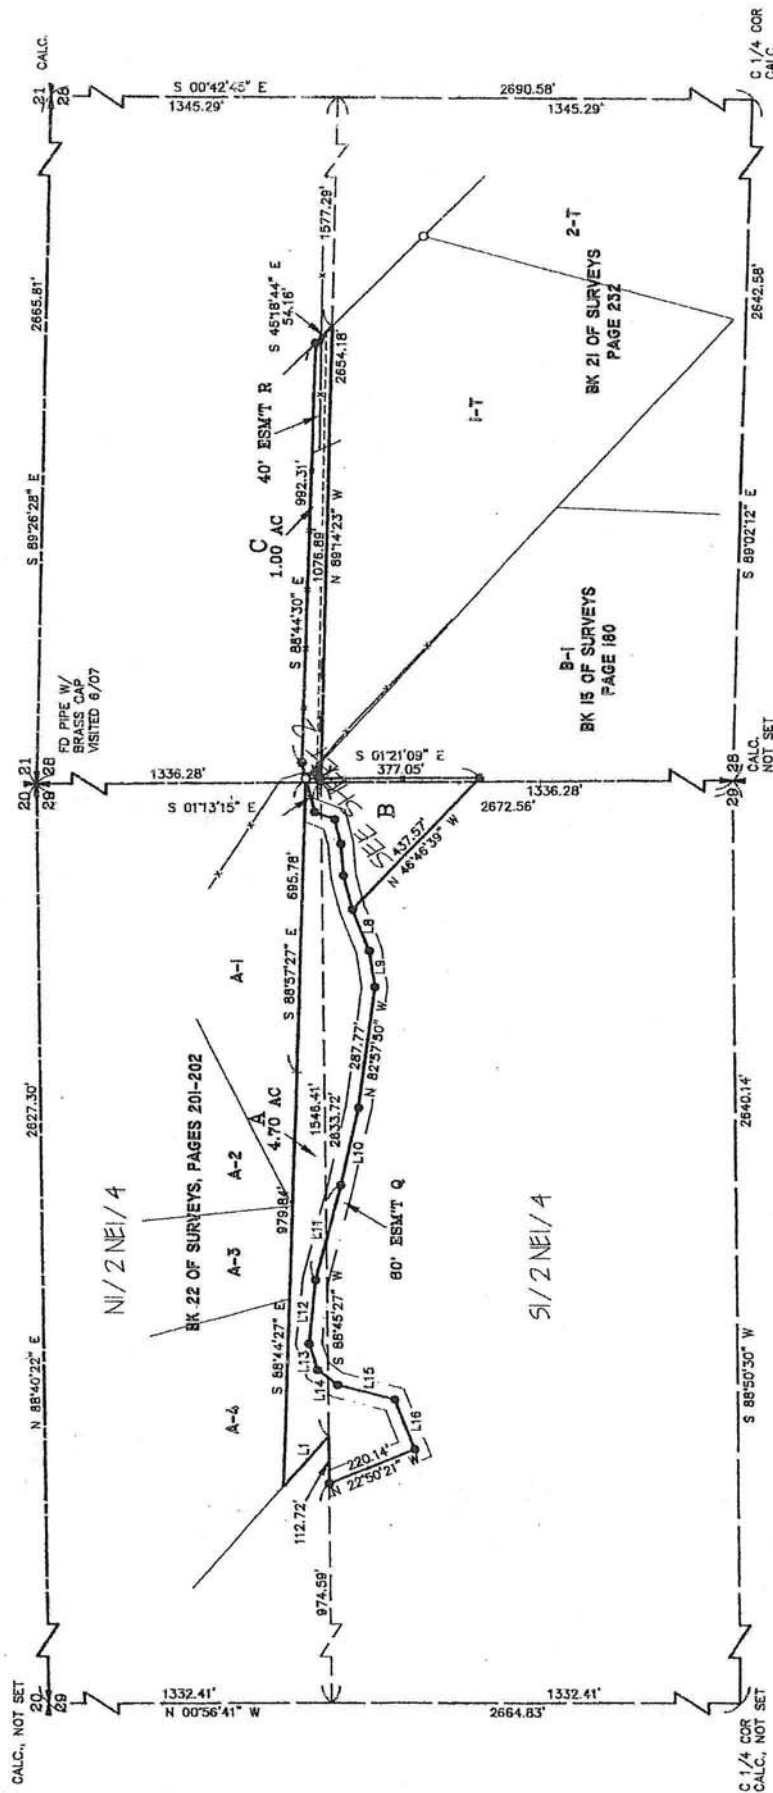 CALC., NOT SET
20
29
N 88°40'22" E
2627.30'
20 21
29 28
FD PIPE W/
BRASS CAP
VISITED 6/07
S 89°26'28" E
2665.81'
21
28
CALC.
1332.41'
N 00°56'41" W
N1/2 NE1/4
BK 22 OF SURVEYS, PAGES 201-202
A-4
A-3
A-2
A-1
1336.28'
S 01°13'15" E
S 00°42'45" E
1345.29'
S 88°44'27" E
979.84'
S 88°57'27" E
695.78'
A
4.70 AC
S 88°44'30" E
992.31'
C
1.00 AC
40' ESM'T R
S 45°18'44" E
54.16'
L1
L14
L13
L12
L11
112.72'
974.59'
S 88°45'27" W
1546.41'
2633.72'
1076.89'
N 89°14'23" W
2654.18'
1577.29'
220.14'
N 22°50'21" W
L16
L15
80' ESM'T Q
L10
287.77'
N 82°57'50" W
L9
L8
SEE
B
437.57'
N 46°46'39" W
S 01°21'09" E
377.05'
1-T
2-T
BK 21 OF SURVEYS
PAGE 232
B-1
BK 15 OF SURVEYS
PAGE 180
S1/2 NE1/4
1332.41'
2664.83'
2672.56'
1336.28'
2690.58'
1345.29'
C 1/4 COR
CALC., NOT SET
S 88°50'30" W
2640.14'
29 28
CALC.
NOT SET
S 89°02'12" E
2642.58'
C 1/4 COR
CALC.